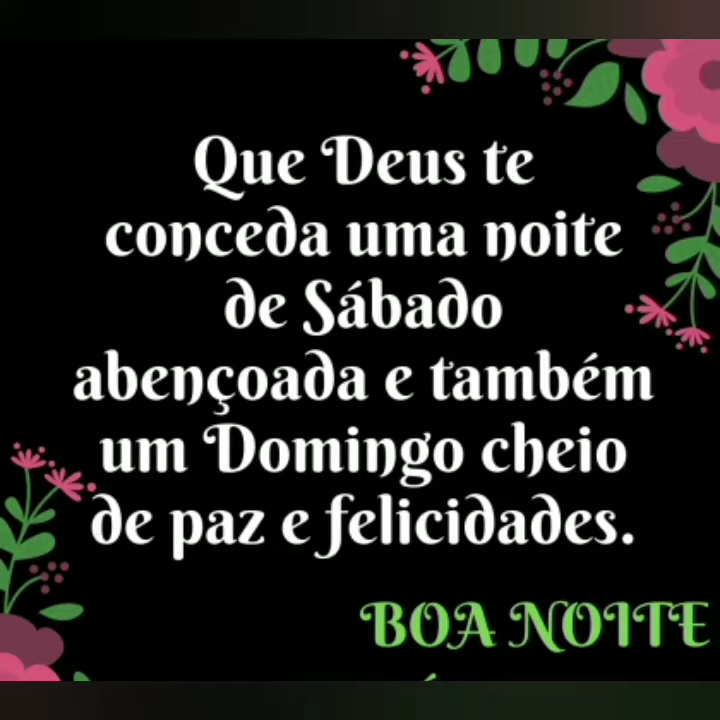 Que Deus te
conceda uma noite
de Sábado
abençoada e também
um Domingo cheio
de paz e felicidades.
BOA NOITE